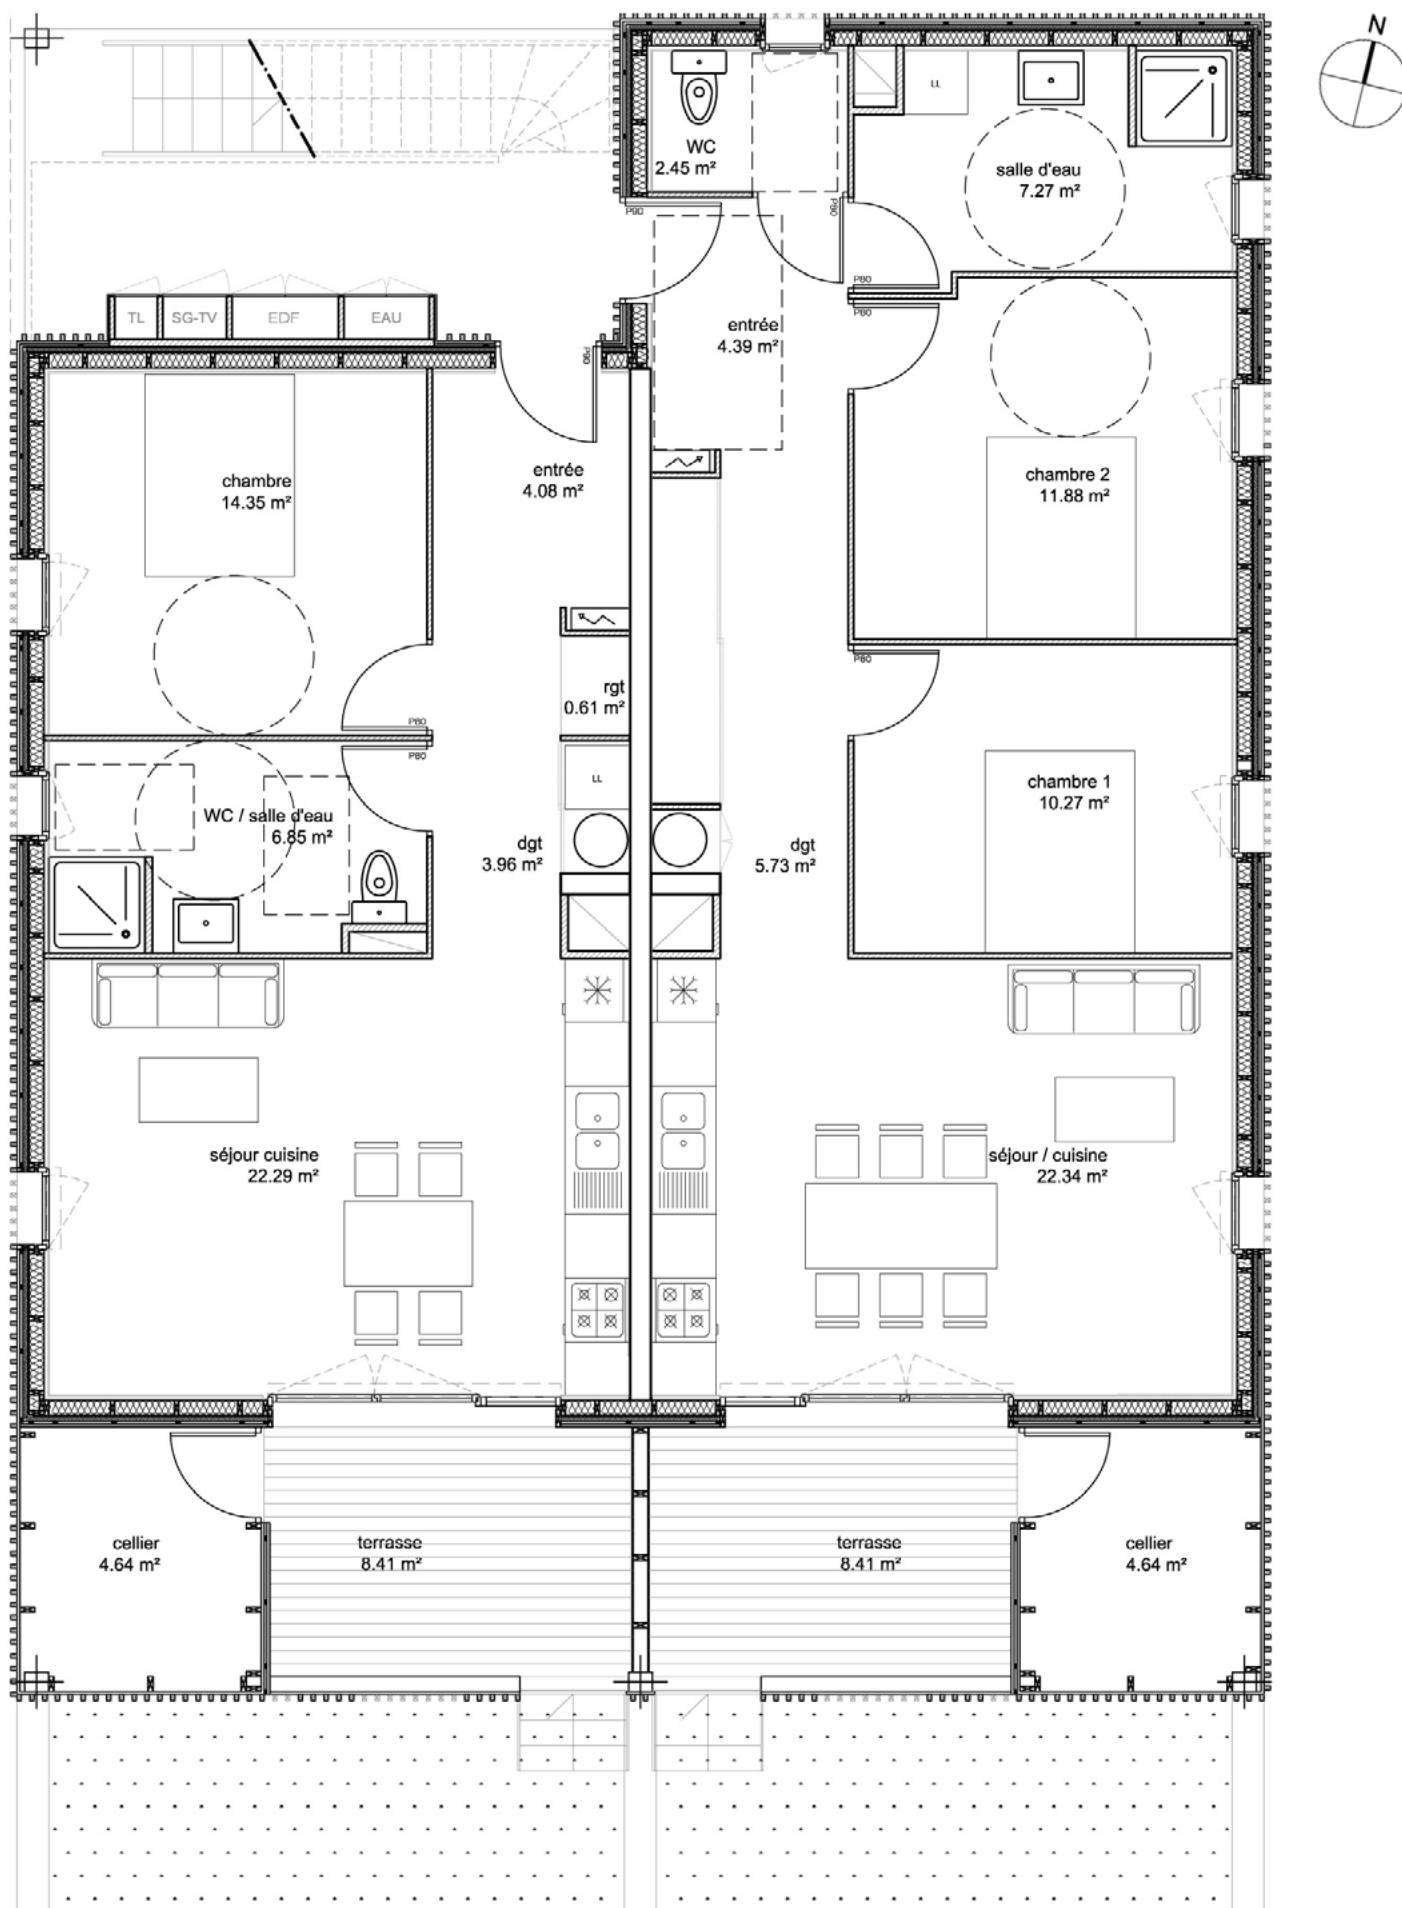 N
LL
WC
2.45 m²
salle d'eau
7.27 m²
P90
P80
P80
P80
TL
SG-TV
EDF
EAU
entrée
4.39 m²
P90
chambre
14.35 m²
entrée
4.08 m²
chambre 2
11.88 m²
P80
rgt
0.61 m²
P80
P80
LL
chambre 1
10.27 m²
WC / salle d'eau
6.85 m²
dgt
3.96 m²
dgt
5.73 m²
séjour cuisine
22.29 m²
séjour / cuisine
22.34 m²
cellier
4.64 m²
terrasse
8.41 m²
terrasse
8.41 m²
cellier
4.64 m²